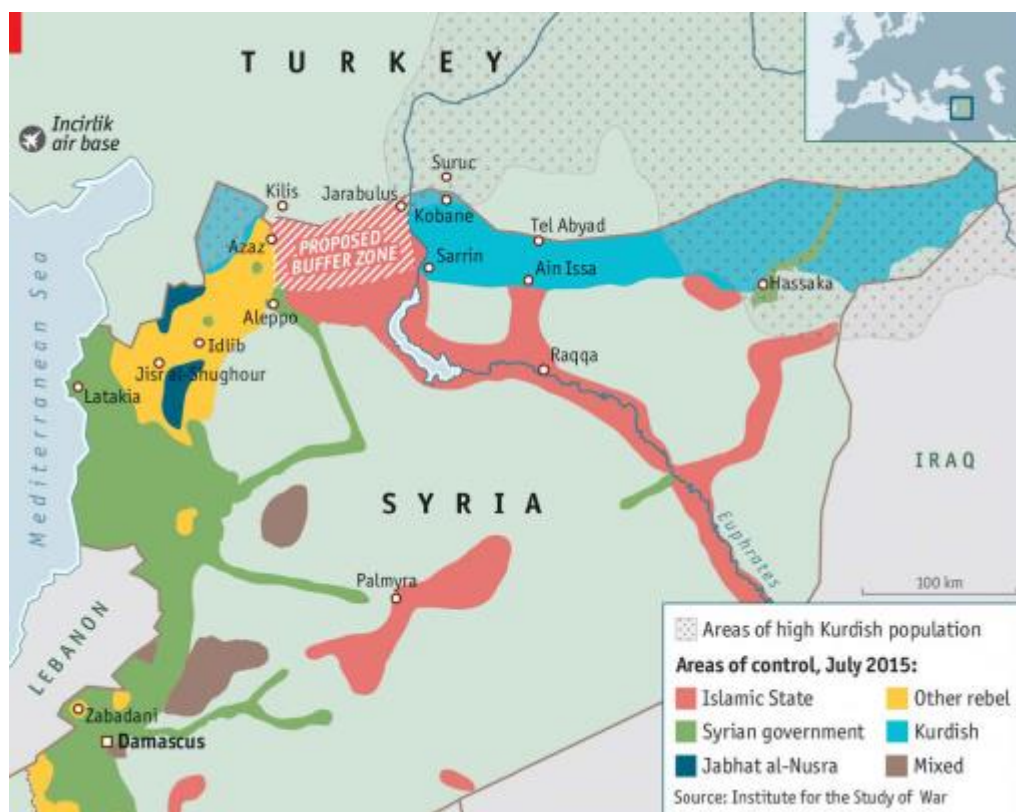 TURKEY
Incirlik
air base
Suruc
Kilis
Jarabulus
Kobane
Azaz
PROPOSED
BUFFER ZONE
Tel Abyad
Sarrin
Ain Issa
Hassaka
Aleppo
Idlib
Jisr el-Shughour
Raqqa
Latakia
Mediterranean Sea
IRAQ
SYRIA
Euphrates
Palmyra
100 km
LEBANON
Zabadani
Damascus
Areas of high Kurdish population
Areas of control, July 2015:
Islamic State
Other rebel
Syrian government
Kurdish
Jabhat al-Nusra
Mixed
Source: Institute for the Study of War